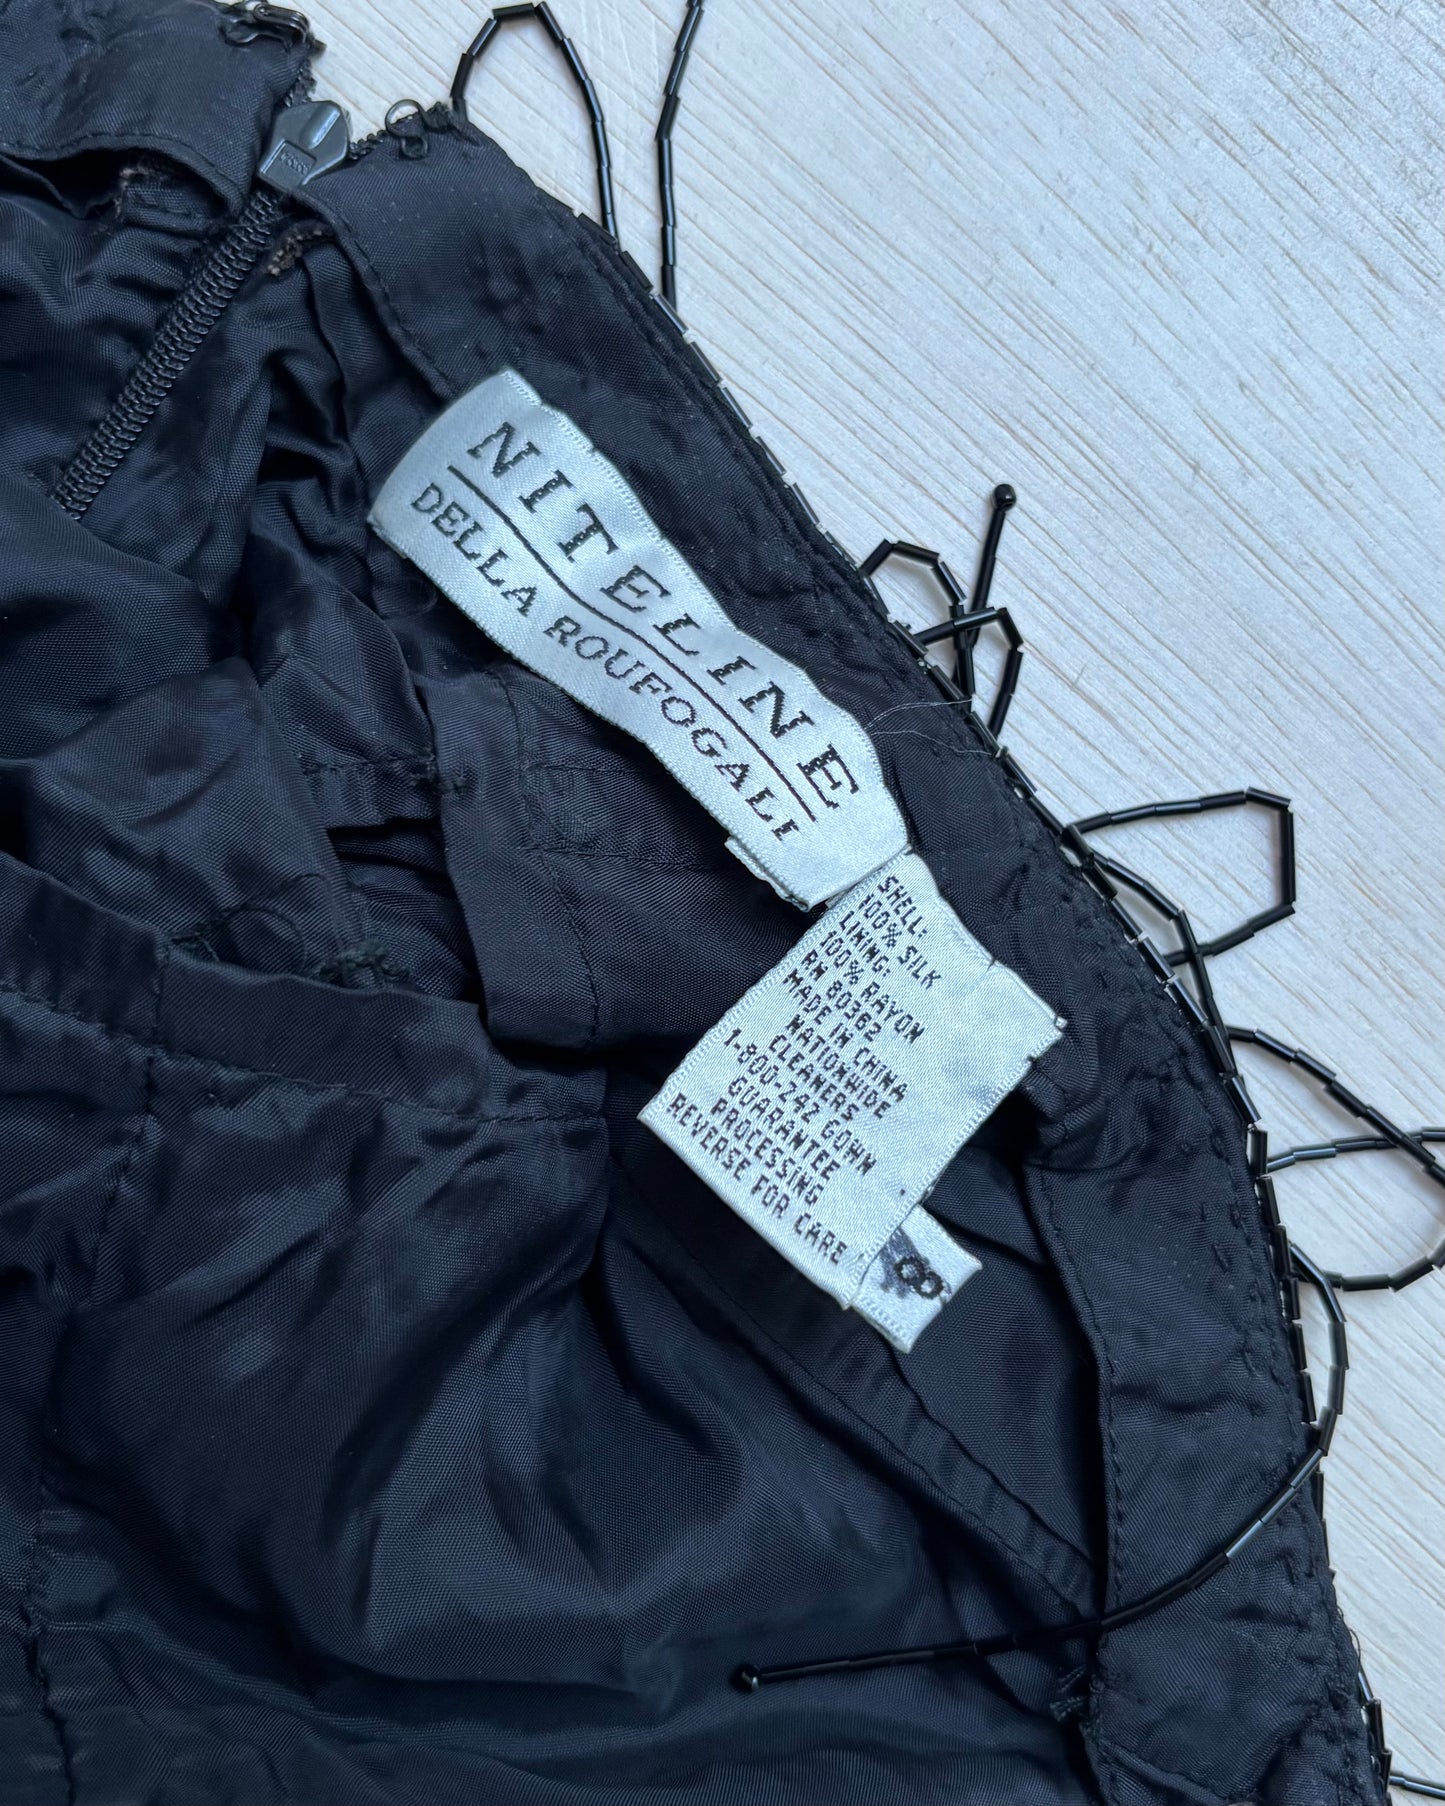 NITELINE
DELLA ROUFOGALI
SHELL:
100% SILK
LINING:
100% RAYON
RN 80362
MADE IN CHINA
NATIONWIDE
CLEANERS
1-800-242 GOWN
GUARANTEE
PROCESSING
REVERSE FOR CARE
8